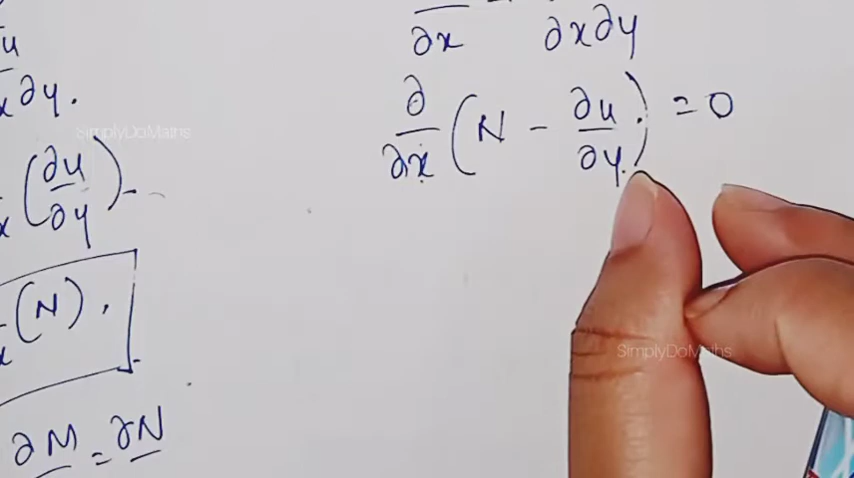 u
x∂y.
SimplyDoMaths
x (∂u/∂y)
x (N).
∂M = ∂N
∂x ∂x∂y
∂/∂x (N - ∂u/∂y) = 0
SimplyDoMaths